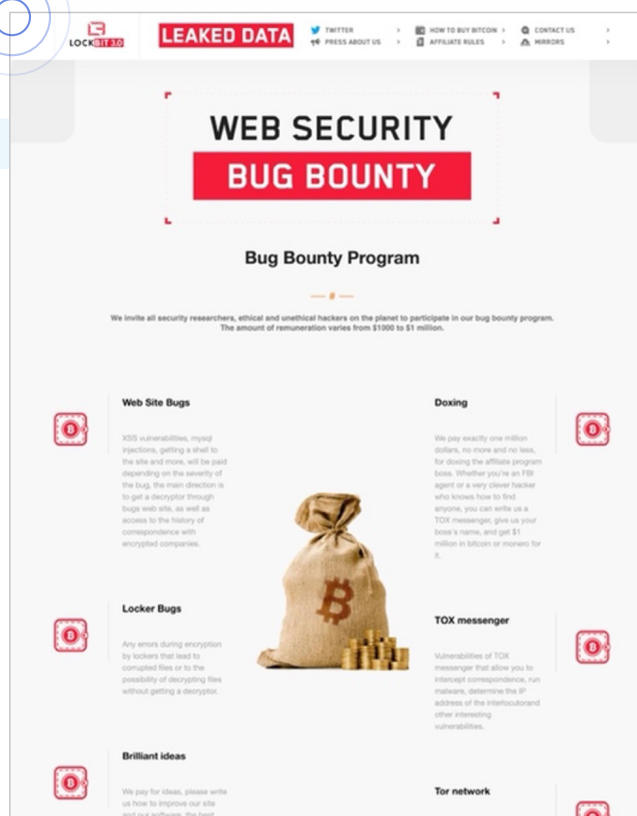 LOCKBIT 3.0
LEAKED DATA
TWITTER >
PRESS ABOUT US >
HOW TO BUY BITCOIN >
AFFILIATE RULES >
CONTACT US >
MIRRORS >
WEB SECURITY
BUG BOUNTY
Bug Bounty Program
We invite all security researchers, ethical and unethical hackers on the planet to participate in our bug bounty program.
The amount of remuneration varies from $1000 to $1 million.
Web Site Bugs
XSS vulnerabilities, mysql
injections, getting a shell to
the site and more, will be paid
depending on the severity of
the bug, the main direction is
to get a decryptor through
bugs web site, as well as
access to the history of
correspondence with
encrypted companies.
Locker Bugs
Any errors during encryption
by lockers that lead to
corrupted files or to the
possibility of decrypting files
without getting a decryptor.
Brilliant ideas
We pay for ideas, please write
us how to improve our site
and our software, the best
Doxing
We pay exactly one million
dollars, no more and no less,
for doxing the affiliate program
boss. Whether you're an FBI
agent or a very clever hacker
who knows how to find
anyone, you can write us a
TOX messenger, give us your
boss's name, and get $1
million in bitcoin or monero for
it.
TOX messenger
Vulnerabilities of TOX
messenger that allow you to
intercept correspondence, run
malware, determine the IP
address of the interlocutorand
other interesting
vulnerabilities.
Tor network